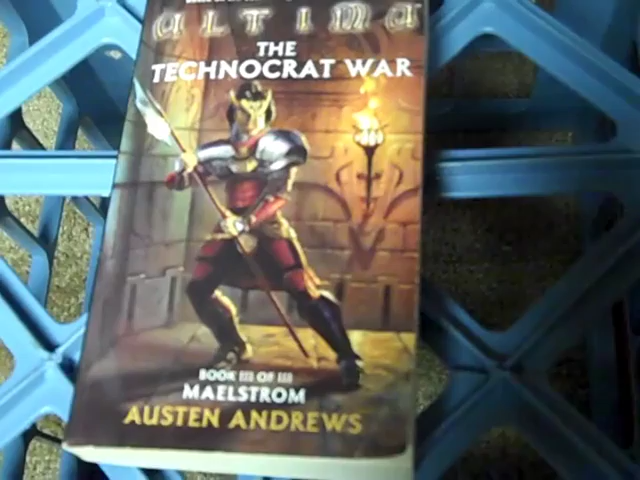 ULTIMA
THE
TECHNOCRAT WAR
BOOK III OF III
MAELSTROM
AUSTEN ANDREWS